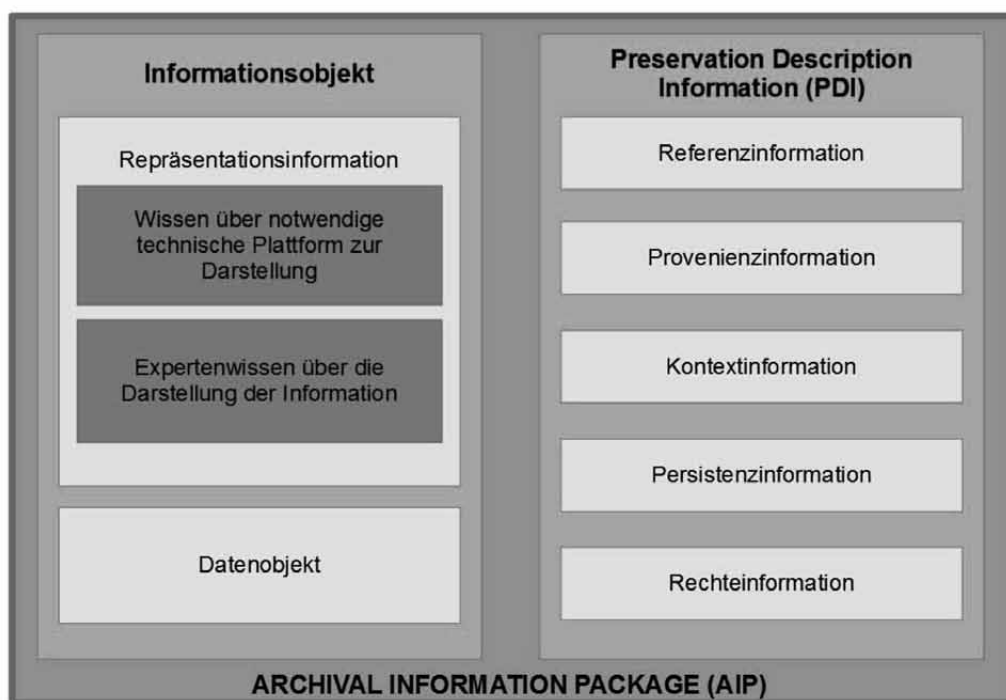 Informationsobjekt
Repräsentationsinformation
Wissen über notwendige
technische Plattform zur
Darstellung
Expertenwissen über die
Darstellung der Information
Datenobjekt
Preservation Description
Information (PDI)
Referenzinformation
Provenienzinformation
Kontextinformation
Persistenzinformation
Rechteinformation
ARCHIVAL INFORMATION PACKAGE (AIP)